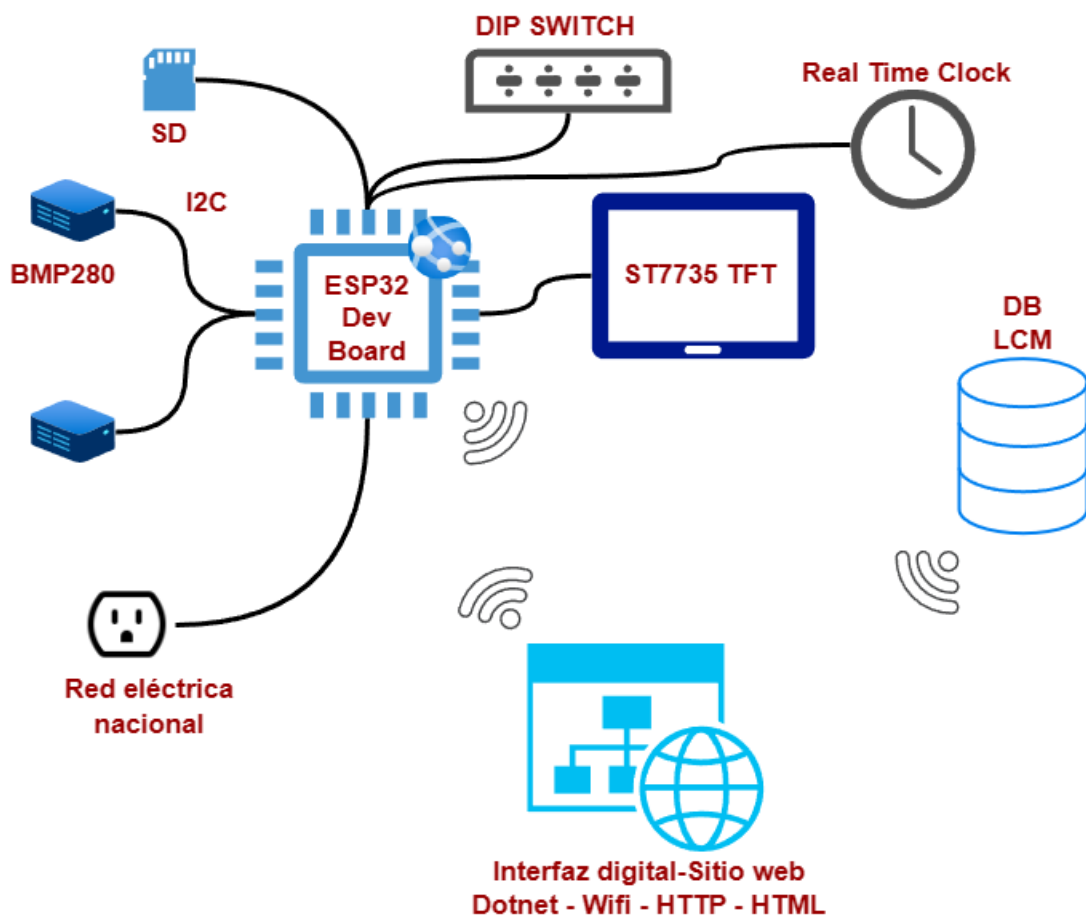 DIP SWITCH
Real Time Clock
SD
I2C
BMP280
ESP32
Dev
Board
ST7735 TFT
DB
LCM
Red eléctrica
nacional
Interfaz digital-Sitio web
Dotnet - Wifi - HTTP - HTML